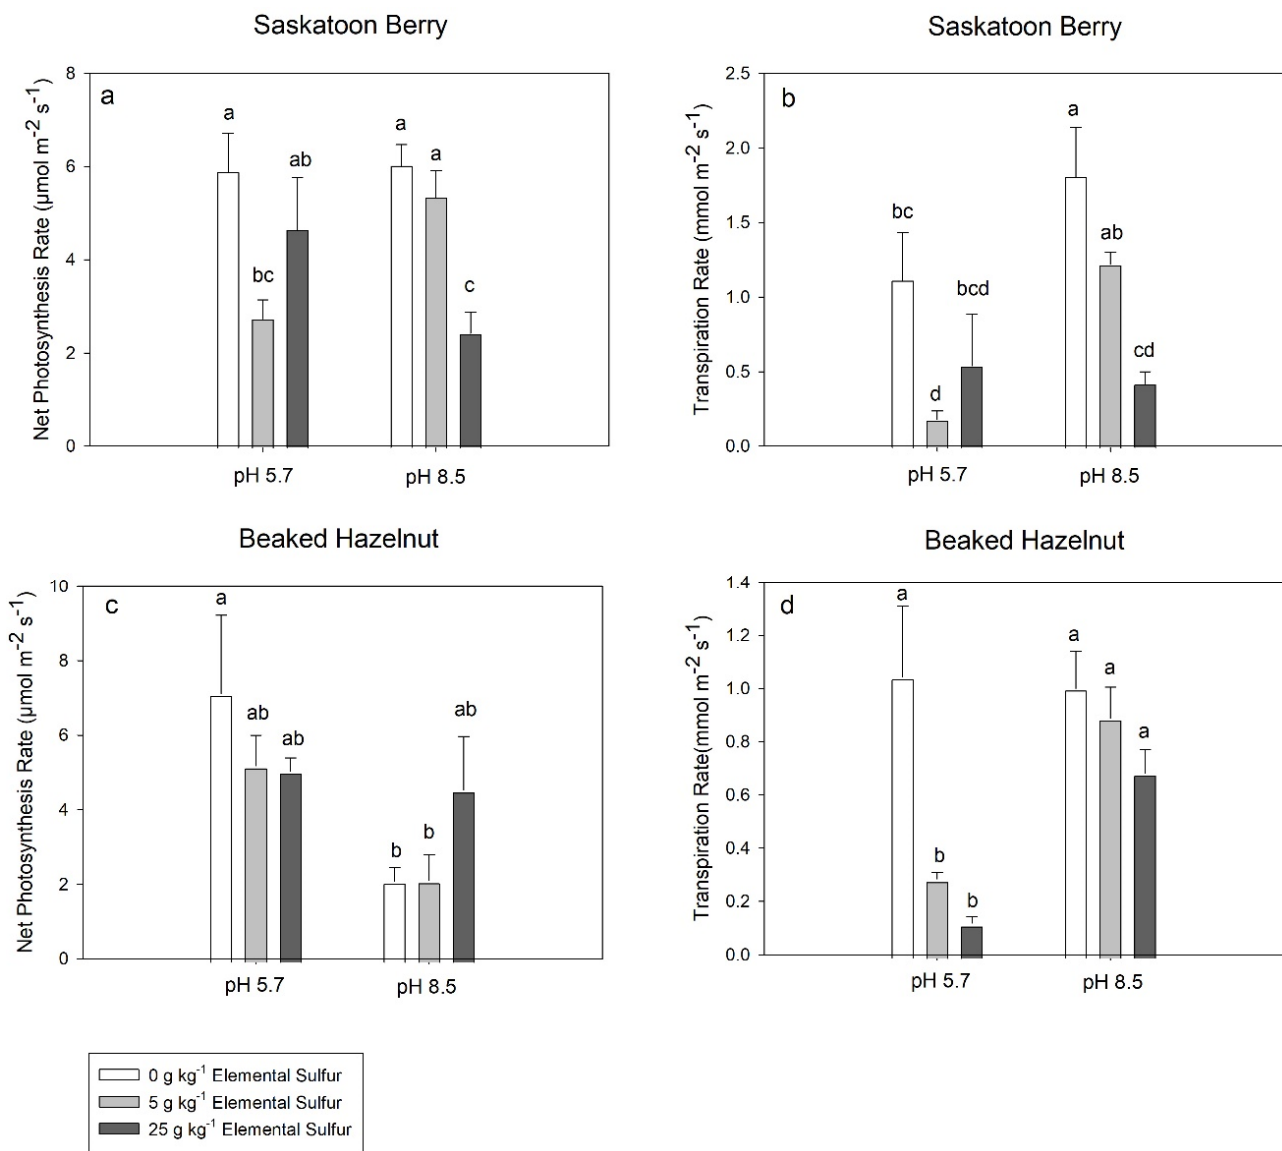 Saskatoon Berry
a
Net Photosynthesis Rate (µmol m⁻² s⁻¹)
8
6
4
2
0
a
bc
ab
a
a
c
pH 5.7
pH 8.5
Saskatoon Berry
b
Transpiration Rate (mmol m⁻² s⁻¹)
2.5
2.0
1.5
1.0
0.5
0.0
bc
d
bcd
a
ab
cd
pH 5.7
pH 8.5
Beaked Hazelnut
c
Net Photosynthesis Rate (µmol m⁻² s⁻¹)
10
8
6
4
2
0
a
ab
ab
b
b
ab
pH 5.7
pH 8.5
Beaked Hazelnut
d
Transpiration Rate(mmol m⁻² s⁻¹)
1.4
1.2
1.0
0.8
0.6
0.4
0.2
0.0
a
b
b
a
a
a
pH 5.7
pH 8.5
0 g kg⁻¹ Elemental Sulfur
5 g kg⁻¹ Elemental Sulfur
25 g kg⁻¹ Elemental Sulfur